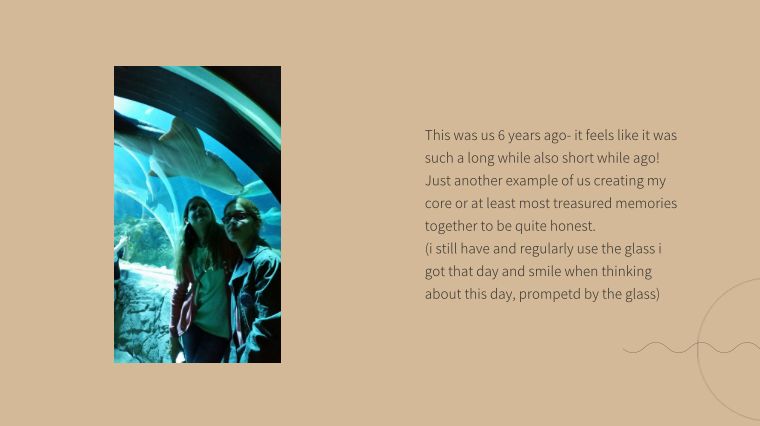 This was us 6 years ago- it feels like it was
such a long while also short while ago!
Just another example of us creating my
core or at least most treasured memories
together to be quite honest.
(i still have and regularly use the glass i
got that day and smile when thinking
about this day, prompetd by the glass)